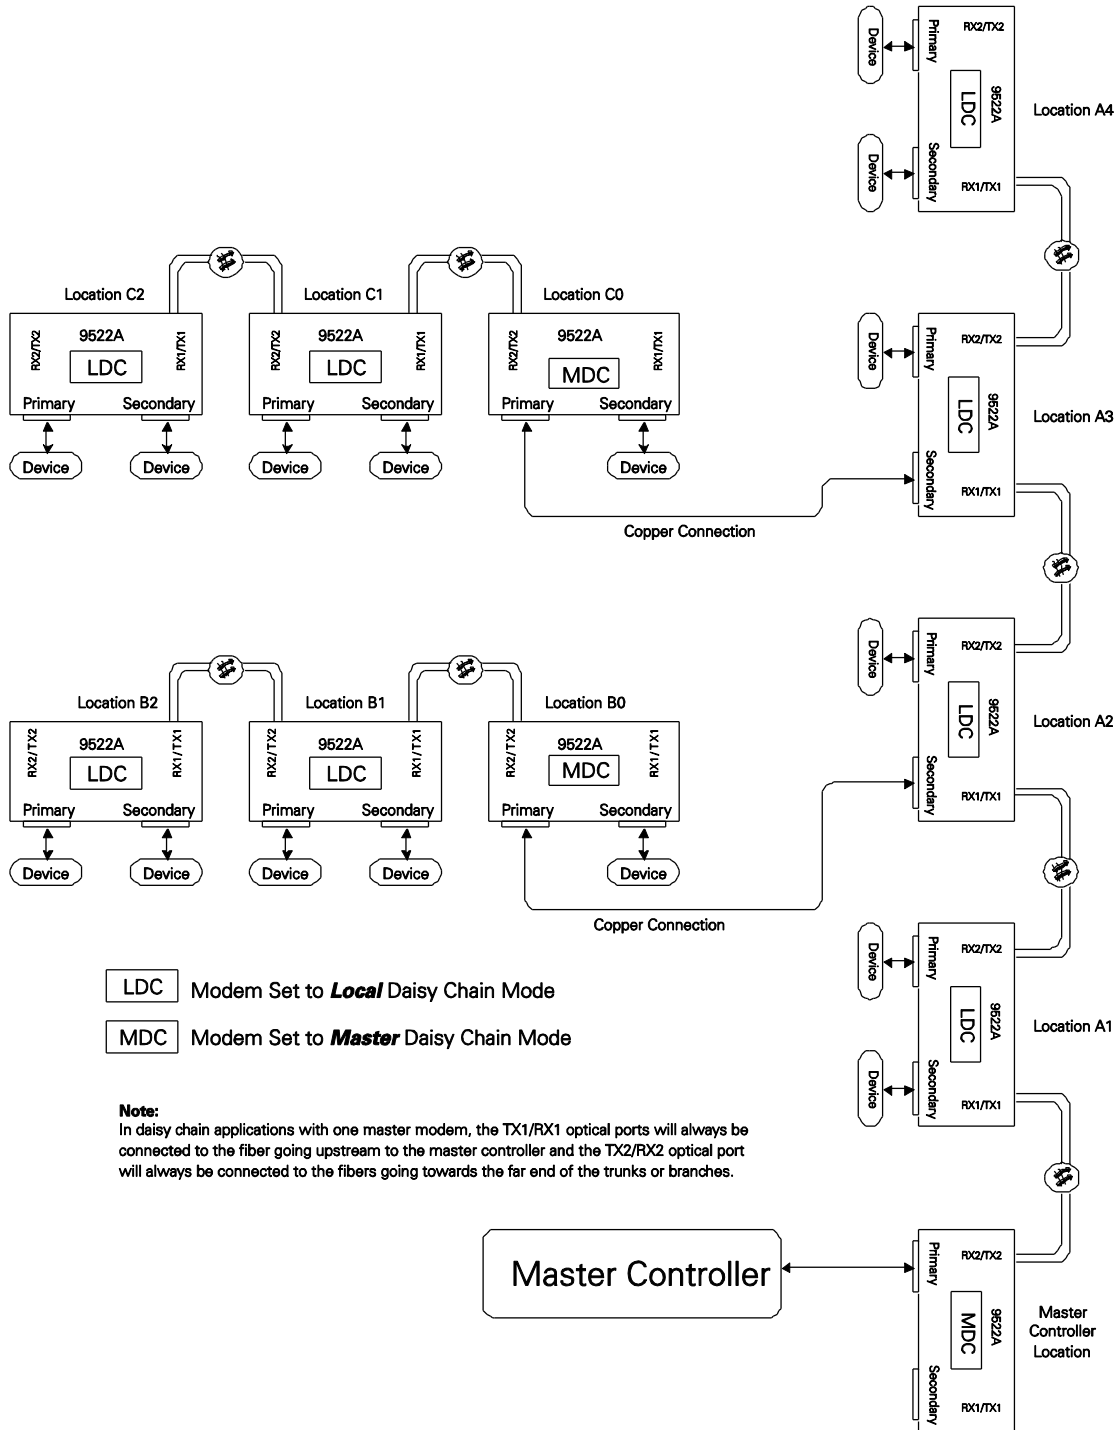 Device
Primary
RX2/TX2
LDC
9522A
Location A4
Device
Secondary
RX1/TX1
Location C2
Location C1
Location C0
RX2/TX2
9522A
LDC
RX1/TX1
Primary
Secondary
Device
Device
RX2/TX2
9522A
LDC
RX1/TX1
Primary
Secondary
Device
Device
RX2/TX2
9522A
MDC
RX1/TX1
Primary
Secondary
Device
Copper Connection
Device
Primary
RX2/TX2
LDC
9522A
Location A3
Secondary
RX1/TX1
Device
Primary
RX2/TX2
LDC
9522A
Location A2
Secondary
RX1/TX1
Location B2
Location B1
Location B0
RX2/TX2
9522A
LDC
RX1/TX1
Primary
Secondary
Device
Device
RX2/TX2
9522A
LDC
RX1/TX1
Primary
Secondary
Device
Device
RX2/TX2
9522A
MDC
RX1/TX1
Primary
Secondary
Device
Copper Connection
Device
Primary
RX2/TX2
LDC
9522A
Location A1
Device
Secondary
RX1/TX1
LDC Modem Set to Local Daisy Chain Mode
MDC Modem Set to Master Daisy Chain Mode
Note:
In daisy chain applications with one master modem, the TX1/RX1 optical ports will always be
connected to the fiber going upstream to the master controller and the TX2/RX2 optical port
will always be connected to the fibers going towards the far end of the trunks or branches.
Master Controller
Primary
RX2/TX2
MDC
9522A
Master
Controller
Location
Secondary
RX1/TX1